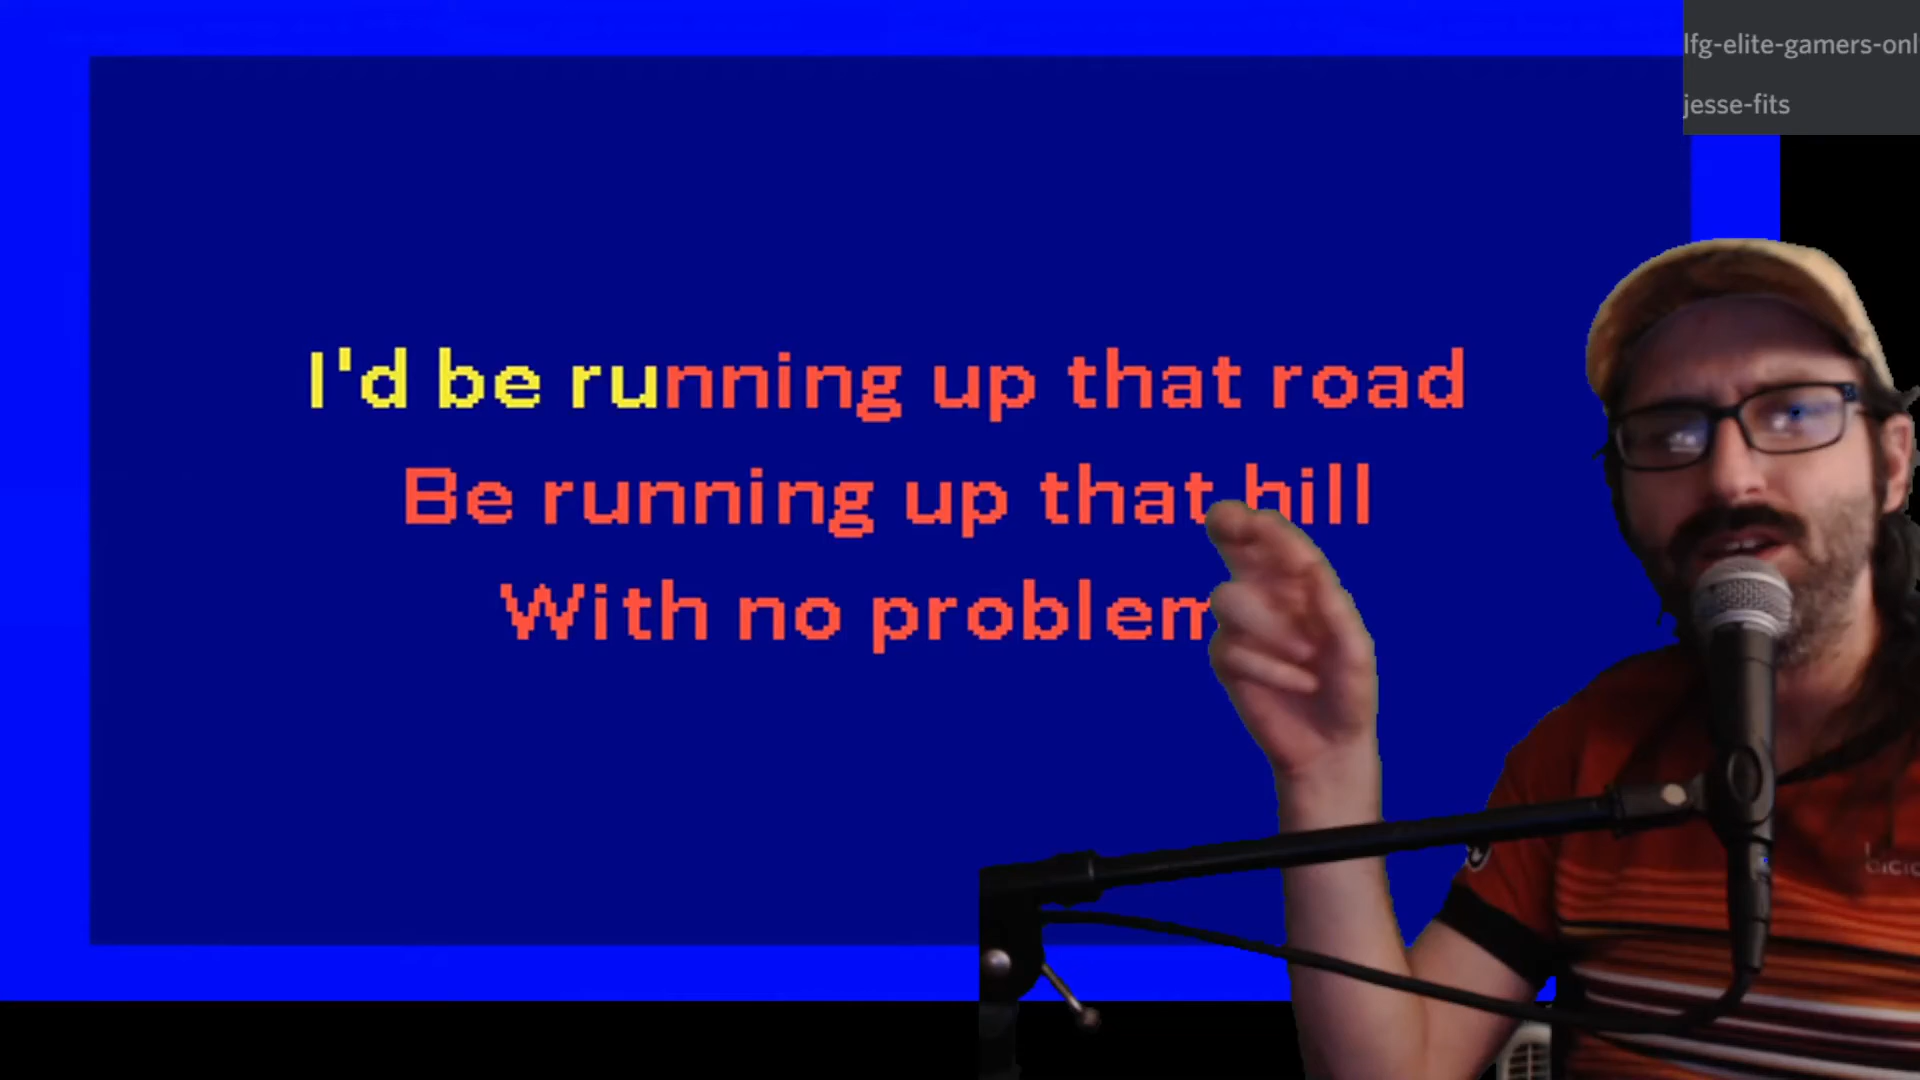 lfg-elite-gamers-onl
jesse-fits
I'd be running up that road
Be running up that hill
With no problem